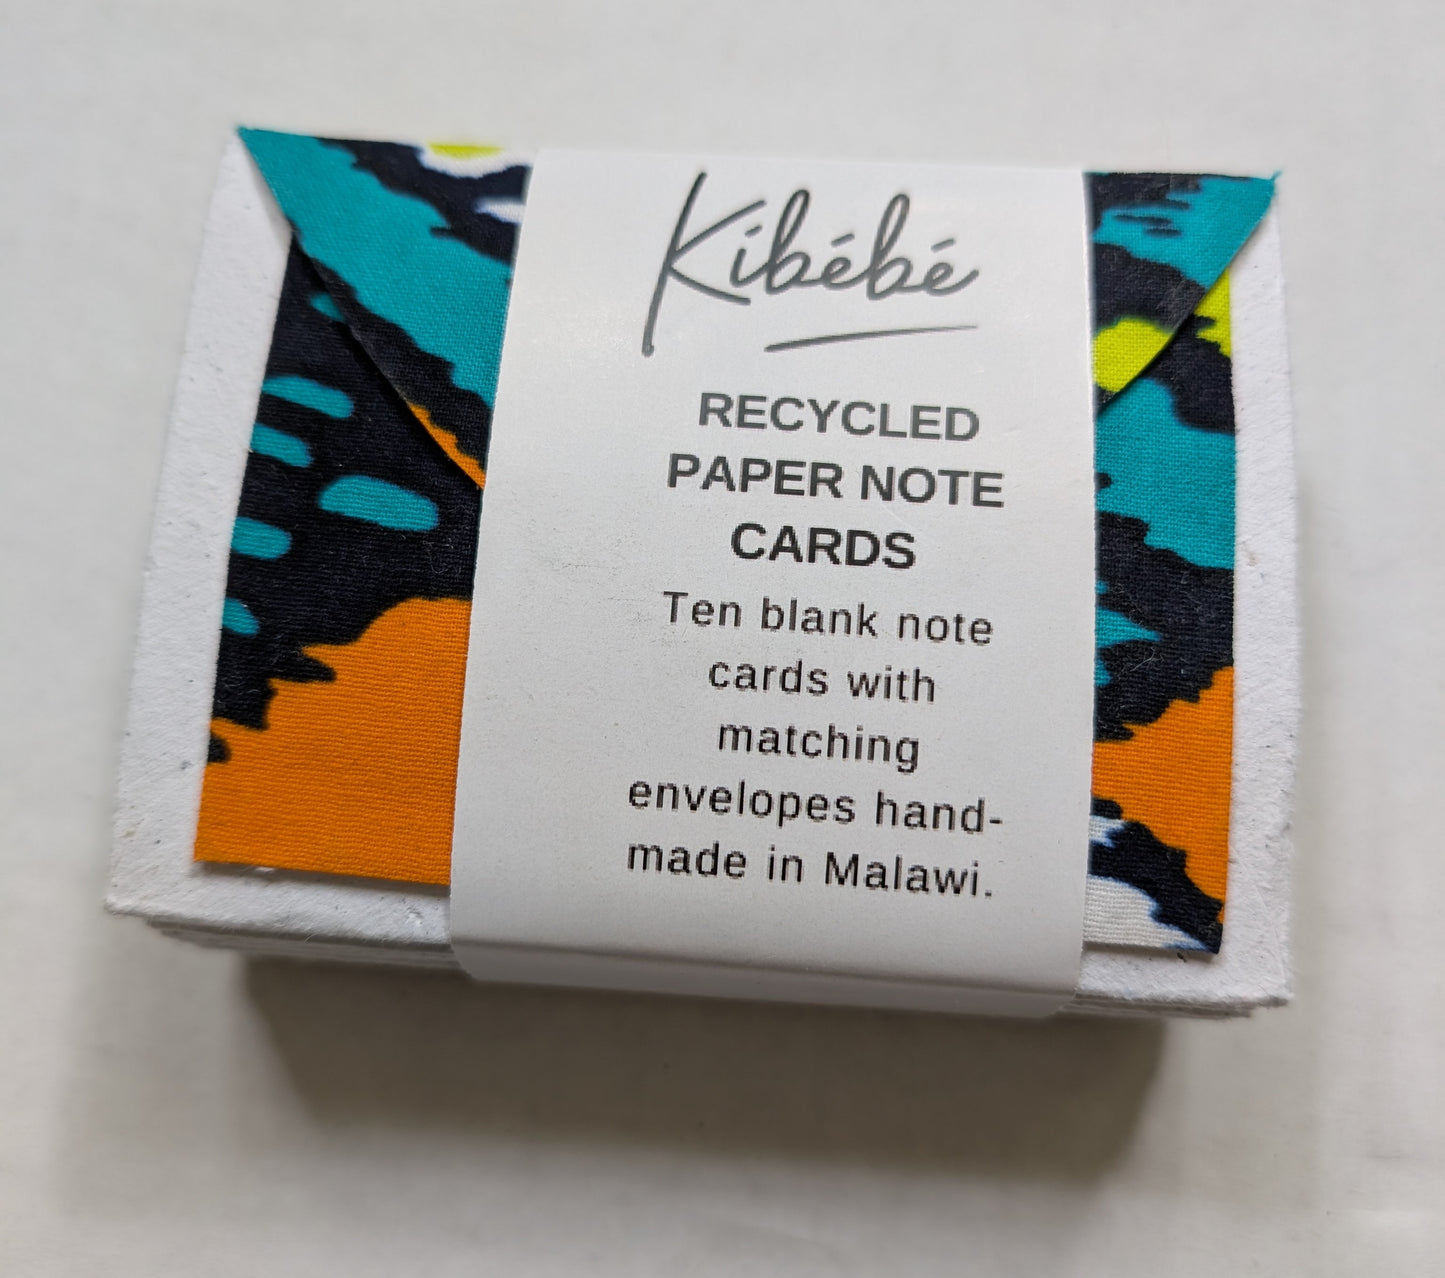 Kibébé
RECYCLED
PAPER NOTE
CARDS
Ten blank note
cards with
matching
envelopes hand-
made in Malawi.